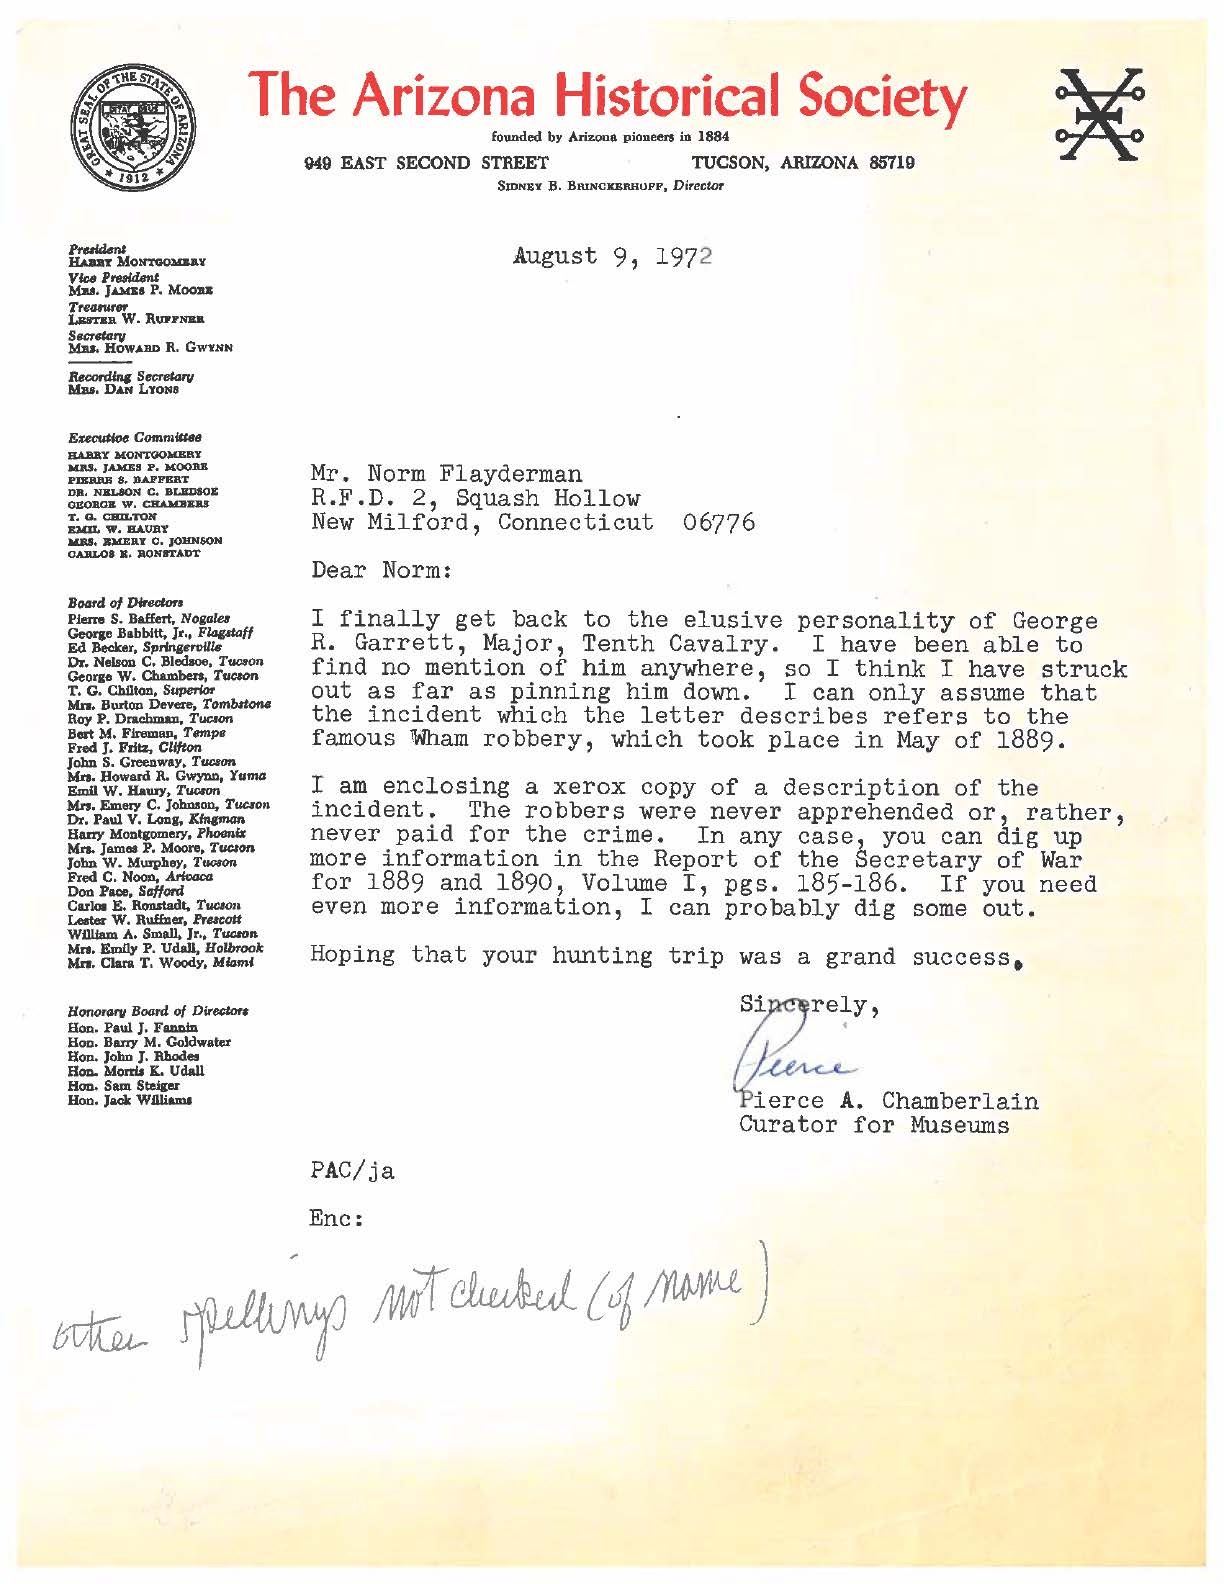 GREAT SEAL OF THE STATE OF ARIZONA
DITAT DEUS
1912
The Arizona Historical Society
founded by Arizona pioneers in 1884
949 EAST SECOND STREET TUCSON, ARIZONA 85719
SIDNEY B. BRINCKERHOFF, Director
August 9, 1972
President
HARRY MONTGOMERY
Vice President
MRS. JAMES P. MOORE
Treasurer
LESTER W. RUFFNER
Secretary
MRS. HOWARD R. GWYNN
Recording Secretary
MRS. DAN LYONS
Executive Committee
HARRY MONTGOMERY
MRS. JAMES P. MOORE
PIERRE S. BAFFERT
DR. NELSON C. BLEDSOE
GEORGE W. CHAMBERS
T. G. CHILTON
EMIL W. HAURY
MRS. EMERY C. JOHNSON
CARLOS E. RONSTADT
Board of Directors
Pierre S. Baffert, Nogales
George Babbitt, Jr., Flagstaff
Ed Becker, Springerville
Dr. Nelson C. Bledsoe, Tucson
George W. Chambers, Tucson
T. G. Chilton, Superior
Mrs. Burton Devere, Tombstone
Roy P. Drachman, Tucson
Bert M. Fireman, Tempe
Fred J. Fritz, Clifton
John S. Greenway, Tucson
Mrs. Howard R. Gwynn, Yuma
Emil W. Haury, Tucson
Mrs. Emery C. Johnson, Tucson
Dr. Paul V. Long, Kingman
Harry Montgomery, Phoenix
Mrs. James P. Moore, Tucson
John W. Murphey, Tucson
Fred C. Noon, Arivaca
Don Pace, Safford
Carlos E. Ronstadt, Tucson
Lester W. Ruffner, Prescott
William A. Small, Jr., Tucson
Mrs. Emily P. Udall, Holbrook
Mrs. Clara T. Woody, Miami
Honorary Board of Directors
Hon. Paul J. Fannin
Hon. Barry M. Goldwater
Hon. John J. Rhodes
Hon. Morris K. Udall
Hon. Sam Steiger
Hon. Jack Williams
Mr. Norm Flayderman
R.F.D. 2, Squash Hollow
New Milford, Connecticut 06776
Dear Norm:
I finally get back to the elusive personality of George
R. Garrett, Major, Tenth Cavalry. I have been able to
find no mention of him anywhere, so I think I have struck
out as far as pinning him down. I can only assume that
the incident which the letter describes refers to the
famous Wham robbery, which took place in May of 1889.
I am enclosing a xerox copy of a description of the
incident. The robbers were never apprehended or, rather,
never paid for the crime. In any case, you can dig up
more information in the Report of the Secretary of War
for 1889 and 1890, Volume I, pgs. 185-186. If you need
even more information, I can probably dig some out.
Hoping that your hunting trip was a grand success.
Sincerely,
Pierce
Pierce A. Chamberlain
Curator for Museums
PAC/ja
Enc:
other spellings not checked (of name)